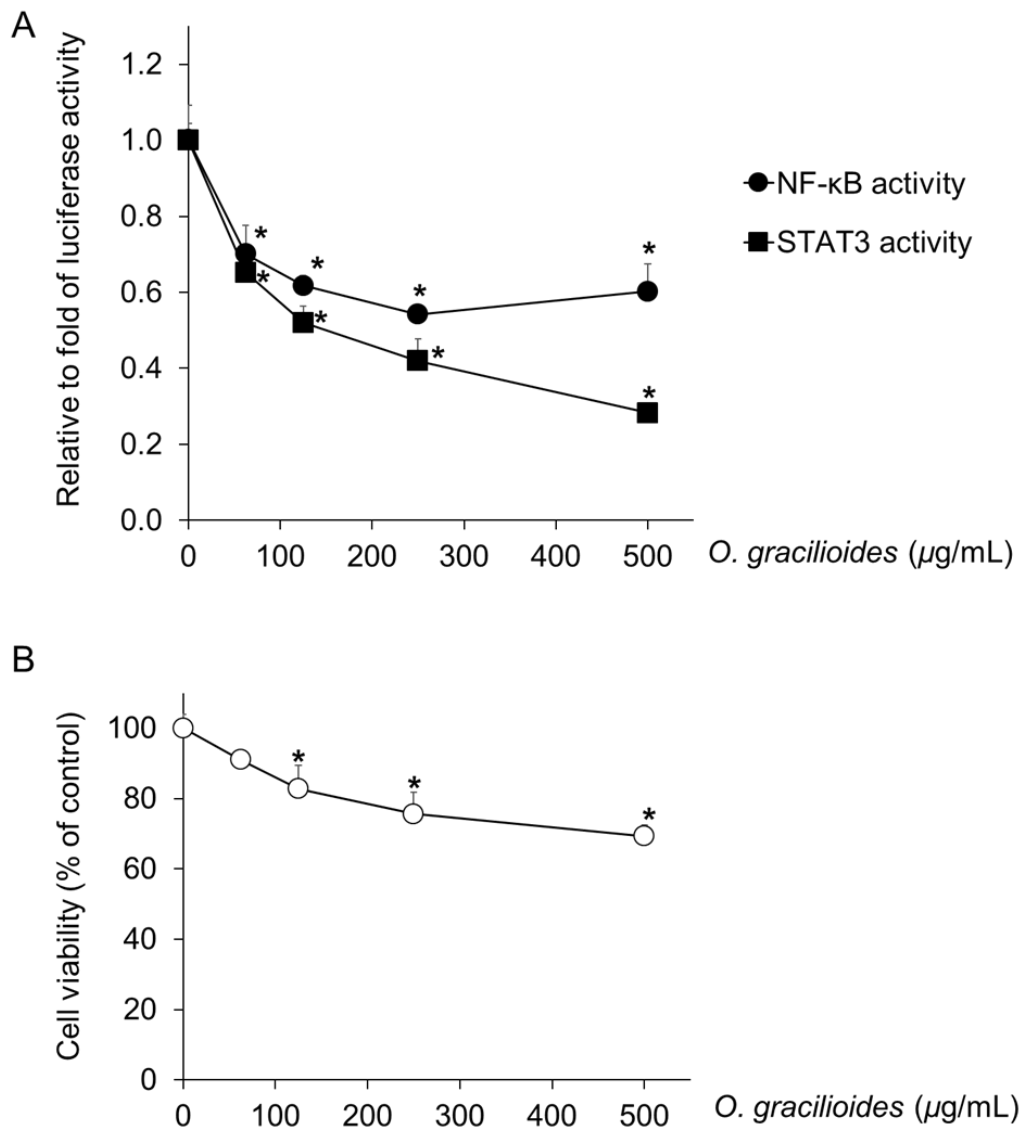 A
Relative to fold of luciferase activity
1.2
1.0
0.8
0.6
0.4
0.2
0.0
* * * *
* * * *
NF-κB activity
STAT3 activity
0 100 200 300 400 500
O. gracilioides (µg/mL)
B
Cell viability (% of control)
100
80
60
40
20
0
* * *
0 100 200 300 400 500
O. gracilioides (µg/mL)